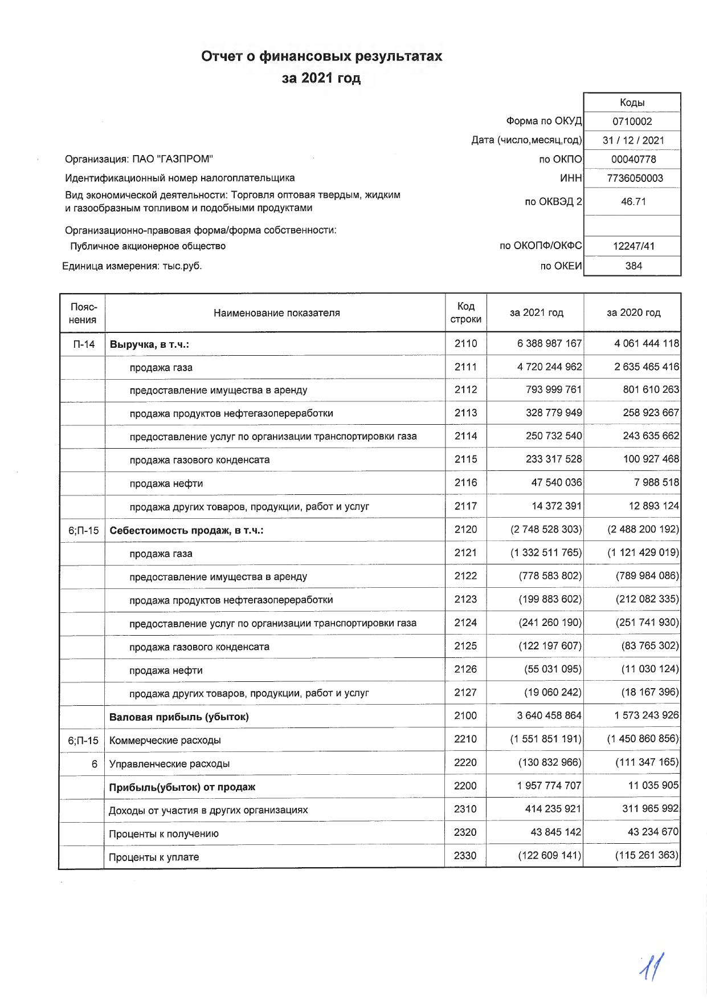 Отчет о финансовых результатах
за 2021 год
Коды
Форма по ОКУД 0710002
Дата (число,месяц,год) 31 / 12 / 2021
Организация: ПАО "ГАЗПРОМ" по ОКПО 00040778
Идентификационный номер налогоплательщика ИНН 7736050003
Вид экономической деятельности: Торговля оптовая твердым, жидким
и газообразным топливом и подобными продуктами по ОКВЭД 2 46.71
Организационно-правовая форма/форма собственности:
Публичное акционерное общество по ОКОПФ/ОКФС 12247/41
Единица измерения: тыс.руб. по ОКЕИ 384
Пояс-
нения Наименование показателя Код
строки за 2021 год за 2020 год
П-14 Выручка, в т.ч.: 2110 6 388 987 167 4 061 444 118
продажа газа 2111 4 720 244 962 2 635 465 416
предоставление имущества в аренду 2112 793 999 761 801 610 263
продажа продуктов нефтегазопереработки 2113 328 779 949 258 923 667
предоставление услуг по организации транспортировки газа 2114 250 732 540 243 635 662
продажа газового конденсата 2115 233 317 528 100 927 468
продажа нефти 2116 47 540 036 7 988 518
продажа других товаров, продукции, работ и услуг 2117 14 372 391 12 893 124
6;П-15 Себестоимость продаж, в т.ч.: 2120 (2 748 528 303) (2 488 200 192)
продажа газа 2121 (1 332 511 765) (1 121 429 019)
предоставление имущества в аренду 2122 (778 583 802) (789 984 086)
продажа продуктов нефтегазопереработки 2123 (199 883 602) (212 082 335)
предоставление услуг по организации транспортировки газа 2124 (241 260 190) (251 741 930)
продажа газового конденсата 2125 (122 197 607) (83 765 302)
продажа нефти 2126 (55 031 095) (11 030 124)
продажа других товаров, продукции, работ и услуг 2127 (19 060 242) (18 167 396)
Валовая прибыль (убыток) 2100 3 640 458 864 1 573 243 926
6;П-15 Коммерческие расходы 2210 (1 551 851 191) (1 450 860 856)
6 Управленческие расходы 2220 (130 832 966) (111 347 165)
Прибыль(убыток) от продаж 2200 1 957 774 707 11 035 905
Доходы от участия в других организациях 2310 414 235 921 311 965 992
Проценты к получению 2320 43 845 142 43 234 670
Проценты к уплате 2330 (122 609 141) (115 261 363)
11